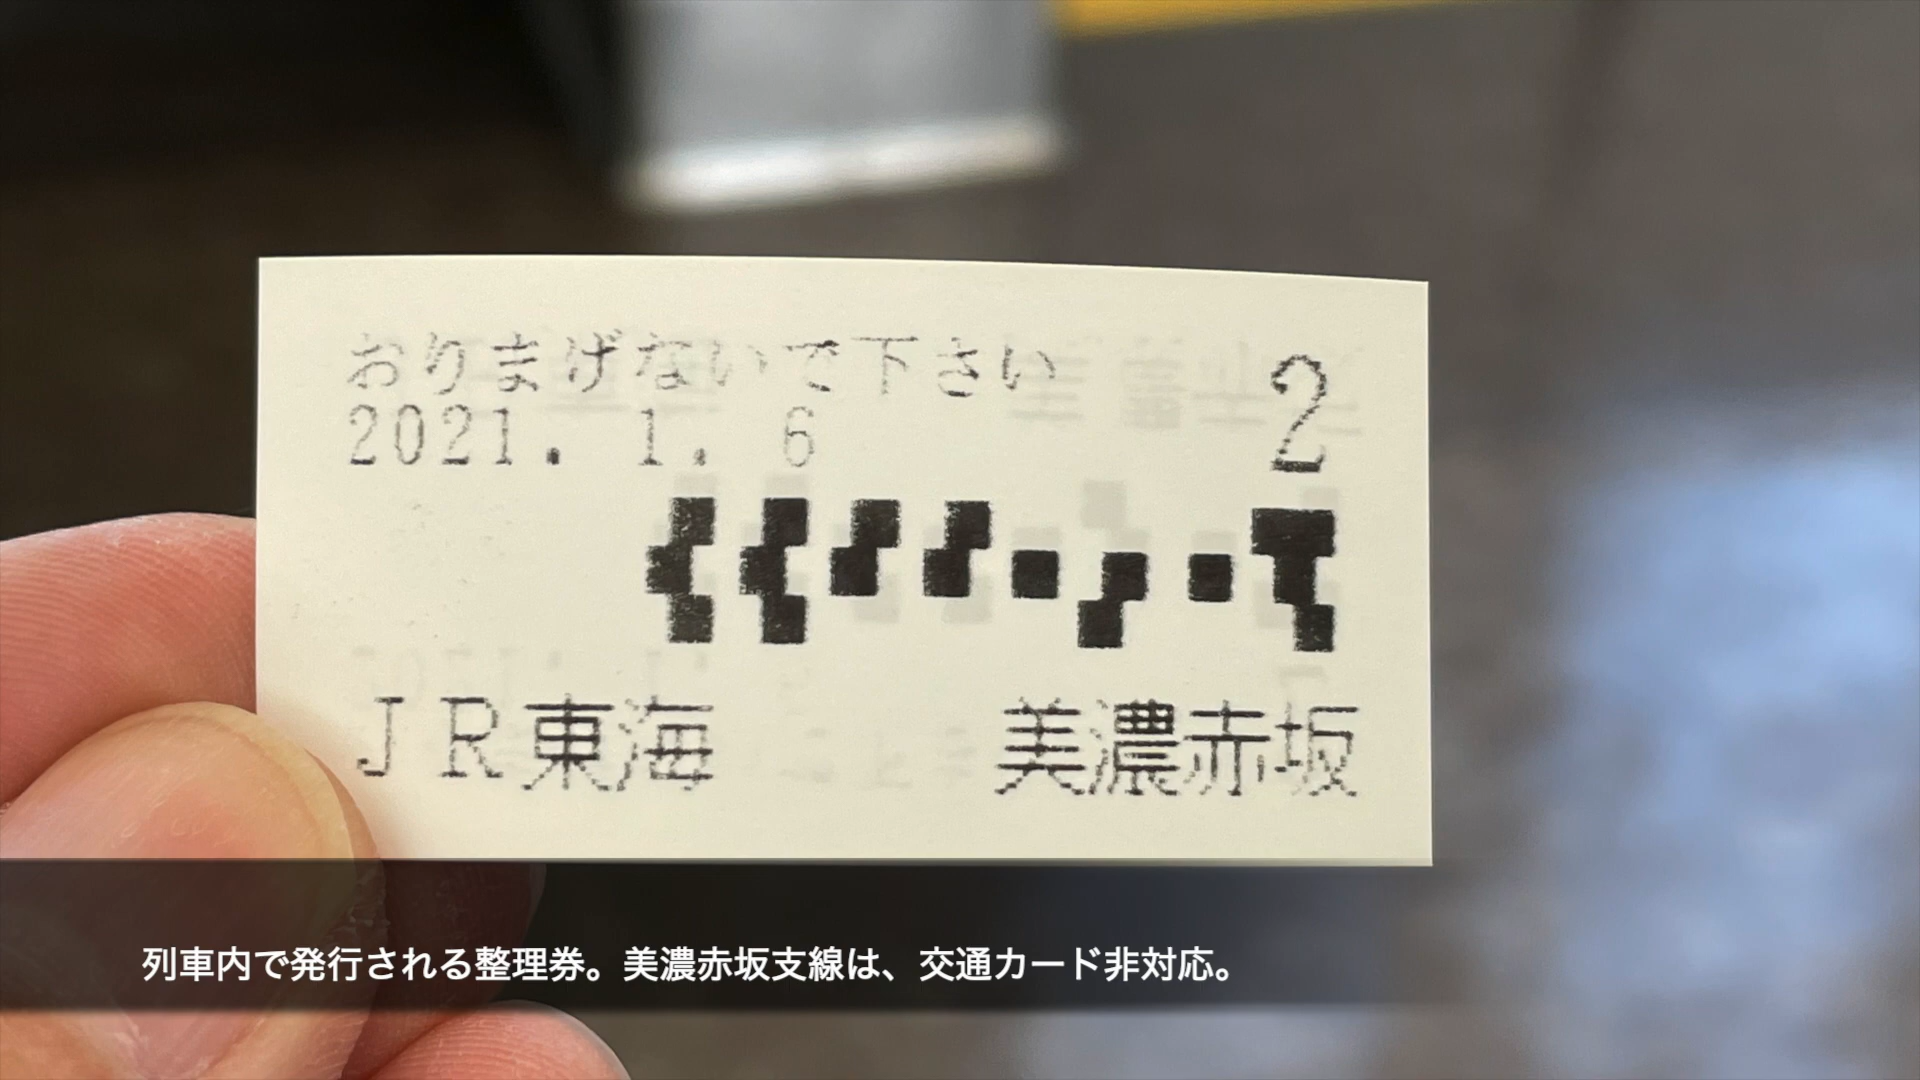 おりまげないで下さい
2021. 1. 6
2
JR東海
美濃赤坂
列車内で発行される整理券。美濃赤坂支線は、交通カード非対応。